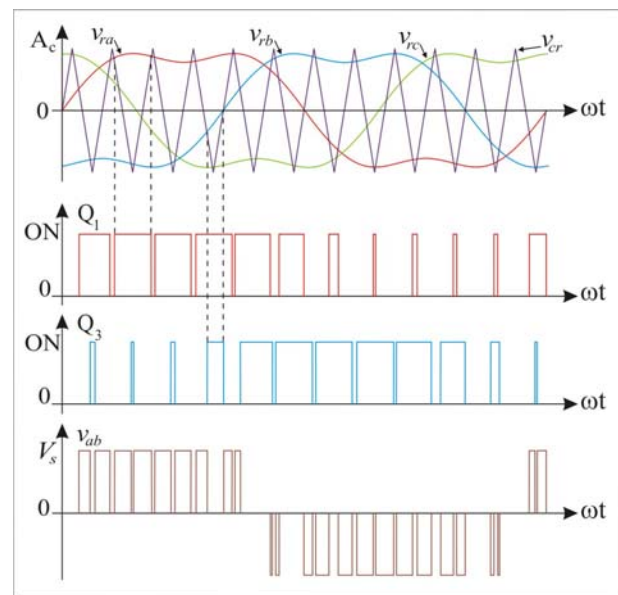 A_c v_ra v_rb v_rc v_cr
0 ωt
Q_1
ON
0 ωt
Q_3
ON
0 ωt
v_ab
V_s
0 ωt